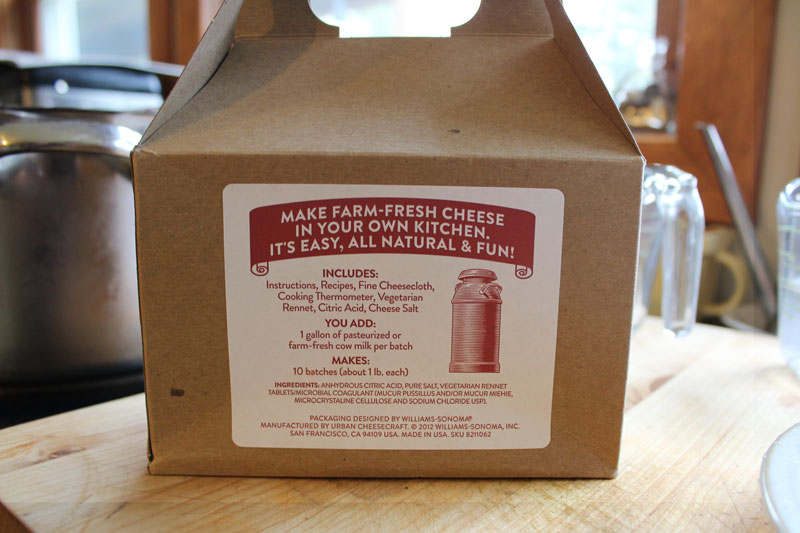 MAKE FARM-FRESH CHEESE
IN YOUR OWN KITCHEN.
IT'S EASY, ALL NATURAL & FUN!
INCLUDES:
Instructions, Recipes, Fine Cheesecloth,
Cooking Thermometer, Vegetarian
Rennet, Citric Acid, Cheese Salt
YOU ADD:
1 gallon of pasteurized or
farm-fresh cow milk per batch
MAKES:
10 batches (about 1 lb. each)
INGREDIENTS: ANHYDROUS CITRIC ACID, PURE SALT, VEGETARIAN RENNET
TABLETS/MICROBIAL COAGULANT (MUCUR PUSSILLUS AND/OR MUCUR MIEHIE,
MICROCRYSTALINE CELLULOSE AND SODIUM CHLORIDE USP).
PACKAGING DESIGNED BY WILLIAMS-SONOMA®
MANUFACTURED BY URBAN CHEESECRAFT. © 2012 WILLIAMS-SONOMA, INC.
SAN FRANCISCO, CA 94109 USA. MADE IN USA. SKU 8211062